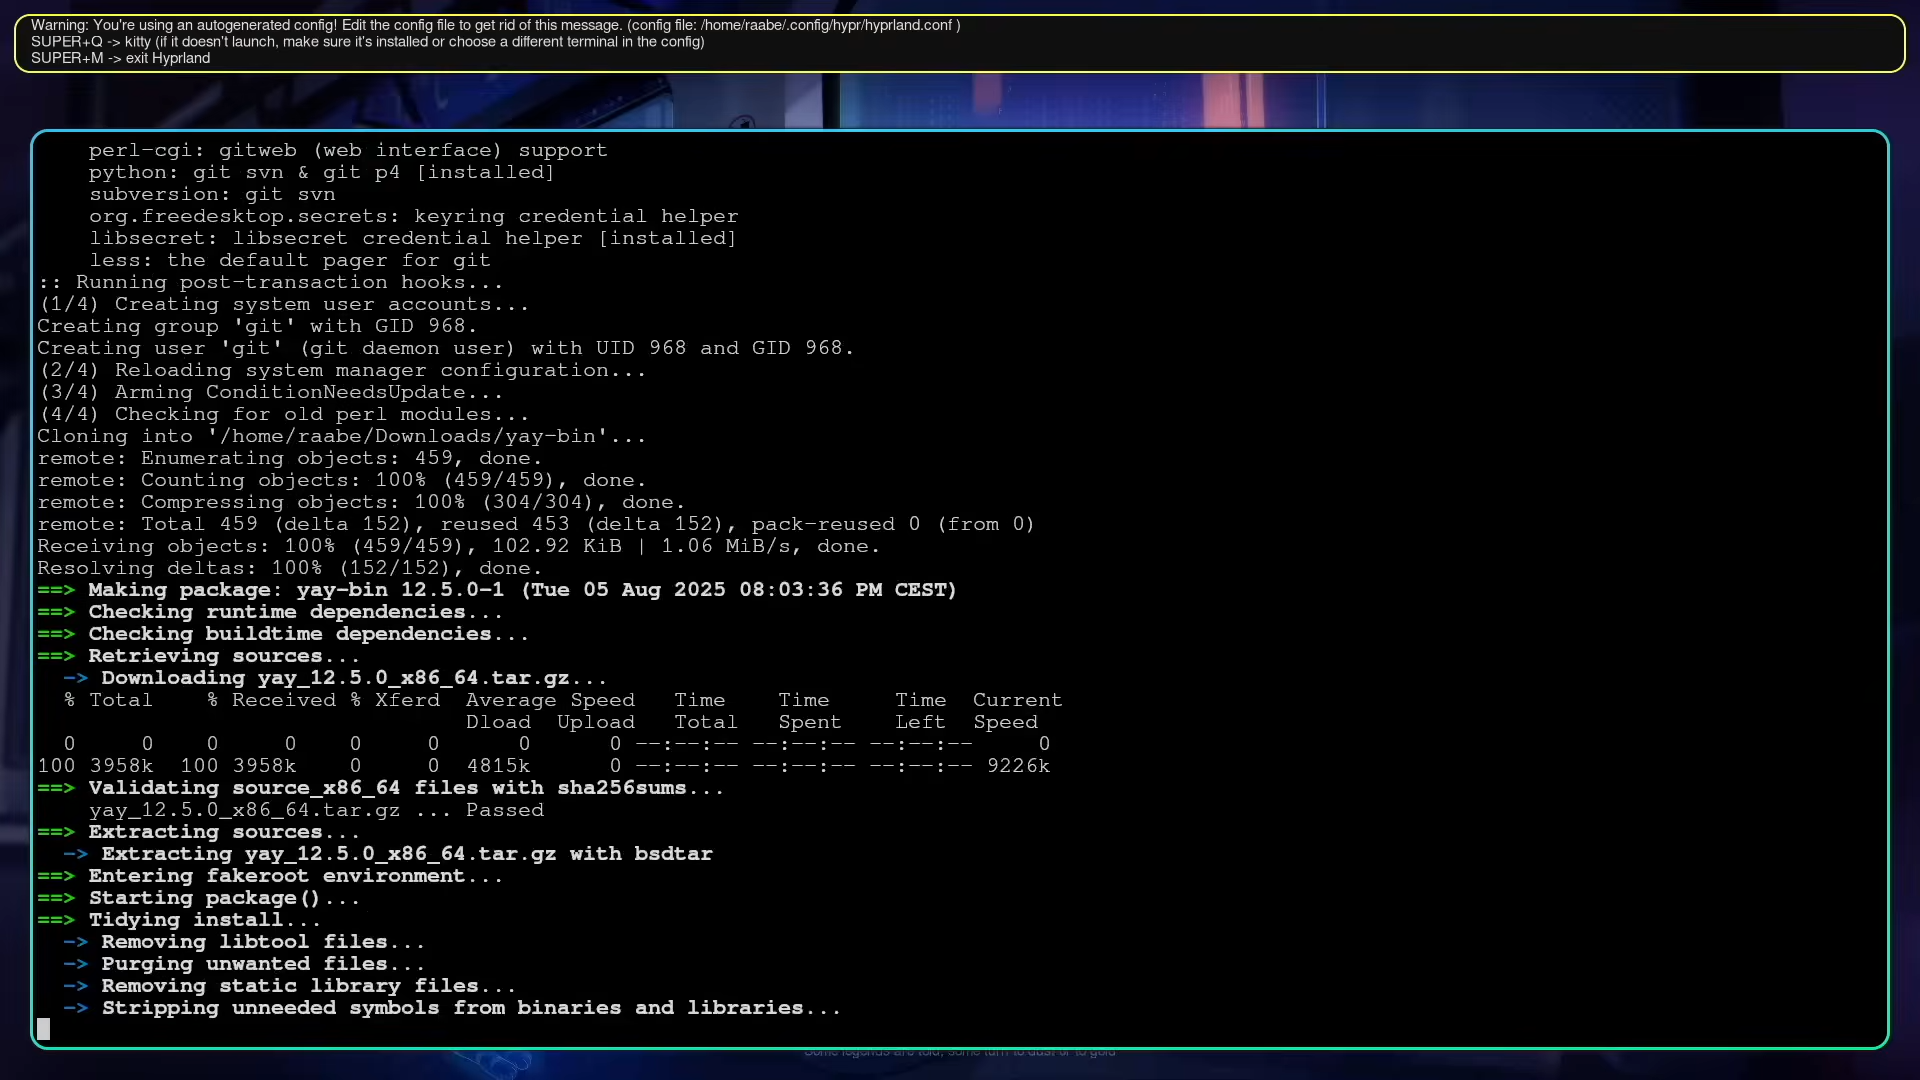 Warning: You're using an autogenerated config! Edit the config file to get rid of this message. (config file: /home/raabe/.config/hypr/hyprland.conf )
SUPER+Q -> kitty (if it doesn't launch, make sure it's installed or choose a different terminal in the config)
SUPER+M -> exit Hyprland
perl-cgi: gitweb (web interface) support
python: git svn & git p4 [installed]
subversion: git svn
org.freedesktop.secrets: keyring credential helper
libsecret: libsecret credential helper [installed]
less: the default pager for git
:: Running post-transaction hooks...
(1/4) Creating system user accounts...
Creating group 'git' with GID 968.
Creating user 'git' (git daemon user) with UID 968 and GID 968.
(2/4) Reloading system manager configuration...
(3/4) Arming ConditionNeedsUpdate...
(4/4) Checking for old perl modules...
Cloning into '/home/raabe/Downloads/yay-bin'...
remote: Enumerating objects: 459, done.
remote: Counting objects: 100% (459/459), done.
remote: Compressing objects: 100% (304/304), done.
remote: Total 459 (delta 152), reused 453 (delta 152), pack-reused 0 (from 0)
Receiving objects: 100% (459/459), 102.92 KiB | 1.06 MiB/s, done.
Resolving deltas: 100% (152/152), done.
==> Making package: yay-bin 12.5.0-1 (Tue 05 Aug 2025 08:03:36 PM CEST)
==> Checking runtime dependencies...
==> Checking buildtime dependencies...
==> Retrieving sources...
-> Downloading yay_12.5.0_x86_64.tar.gz...
% Total % Received % Xferd Average Speed Time Time Time Current
Dload Upload Total Spent Left Speed
0 0 0 0 0 0 0 0 --:--:-- --:--:-- --:--:-- 0
100 3958k 100 3958k 0 0 4815k 0 --:--:-- --:--:-- --:--:-- 9226k
==> Validating source_x86_64 files with sha256sums...
yay_12.5.0_x86_64.tar.gz ... Passed
==> Extracting sources...
-> Extracting yay_12.5.0_x86_64.tar.gz with bsdtar
==> Entering fakeroot environment...
==> Starting package()...
==> Tidying install...
-> Removing libtool files...
-> Purging unwanted files...
-> Removing static library files...
-> Stripping unneeded symbols from binaries and libraries...
Some legends are told, some turn to dust or to gold